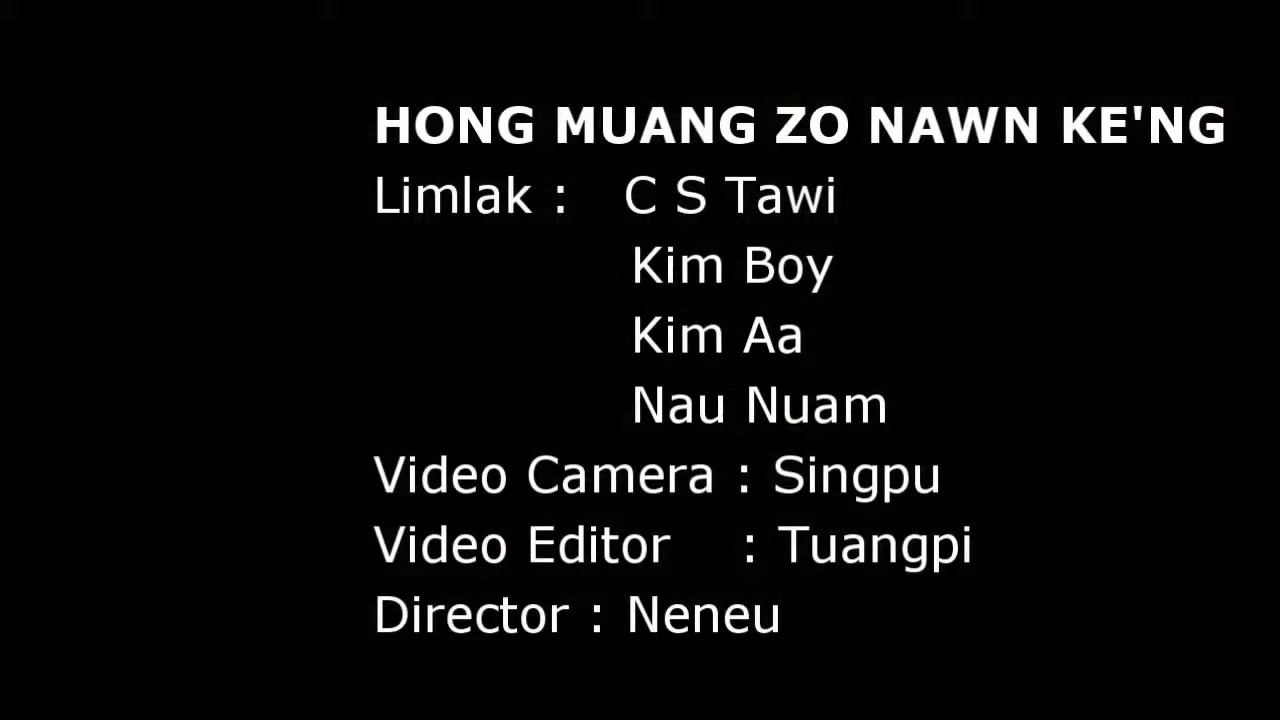 HONG MUANG ZO NAWN KE'NG
Limlak : C S Tawi
Kim Boy
Kim Aa
Nau Nuam
Video Camera : Singpu
Video Editor : Tuangpi
Director : Neneu